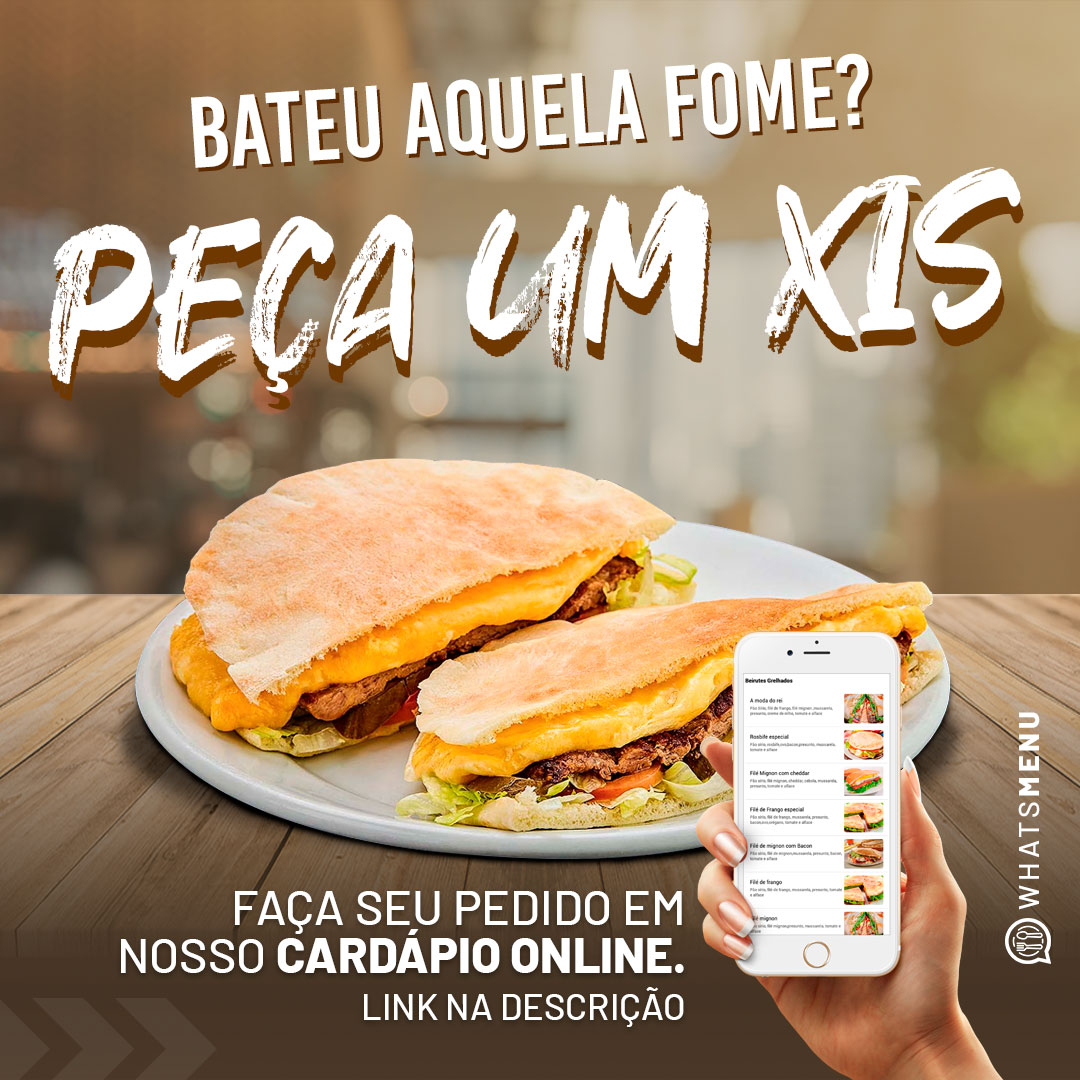 BATEU AQUELA FOME?
PEÇA UM XIS
Beirutes Grelhados
A moda do rei
Rosbife especial
Filé Mignon com cheddar
Filé de Frango especial
Filé de mignon com Bacon
Filé de frango
mignon
WHATSMENU
FAÇA SEU PEDIDO EM
NOSSO CARDÁPIO ONLINE.
LINK NA DESCRIÇÃO